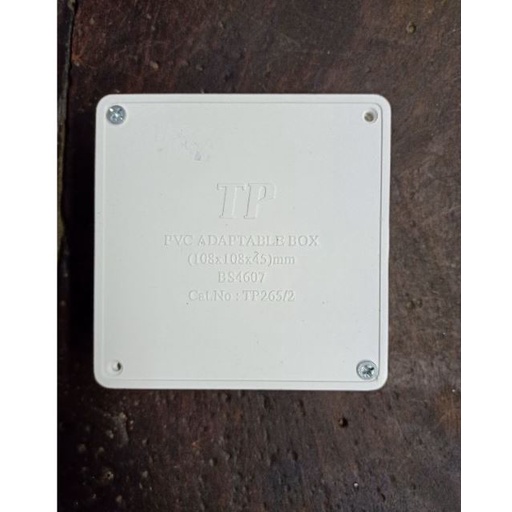 TP
PVC ADAPTABLE BOX
(108x108x45)mm
BS4607
Cat.No : TP265/2